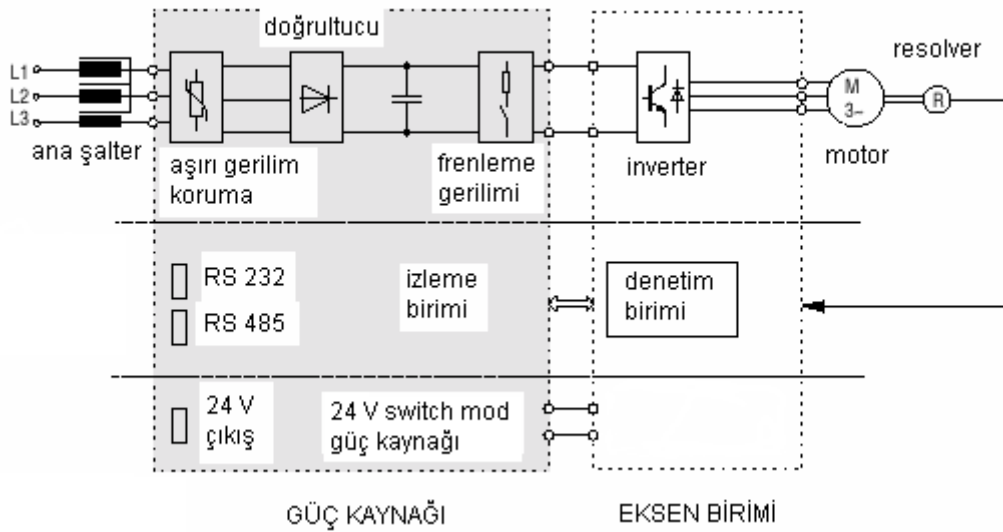 doğrultucu
resolver
L1
L2
L3
M
3~
R
ana şalter
aşırı gerilim
koruma
frenleme
gerilimi
inverter
motor
RS 232
RS 485
izleme
birimi
denetim
birimi
24 V
çıkış
24 V switch mod
güç kaynağı
GÜÇ KAYNAĞI
EKSEN BİRİMİ